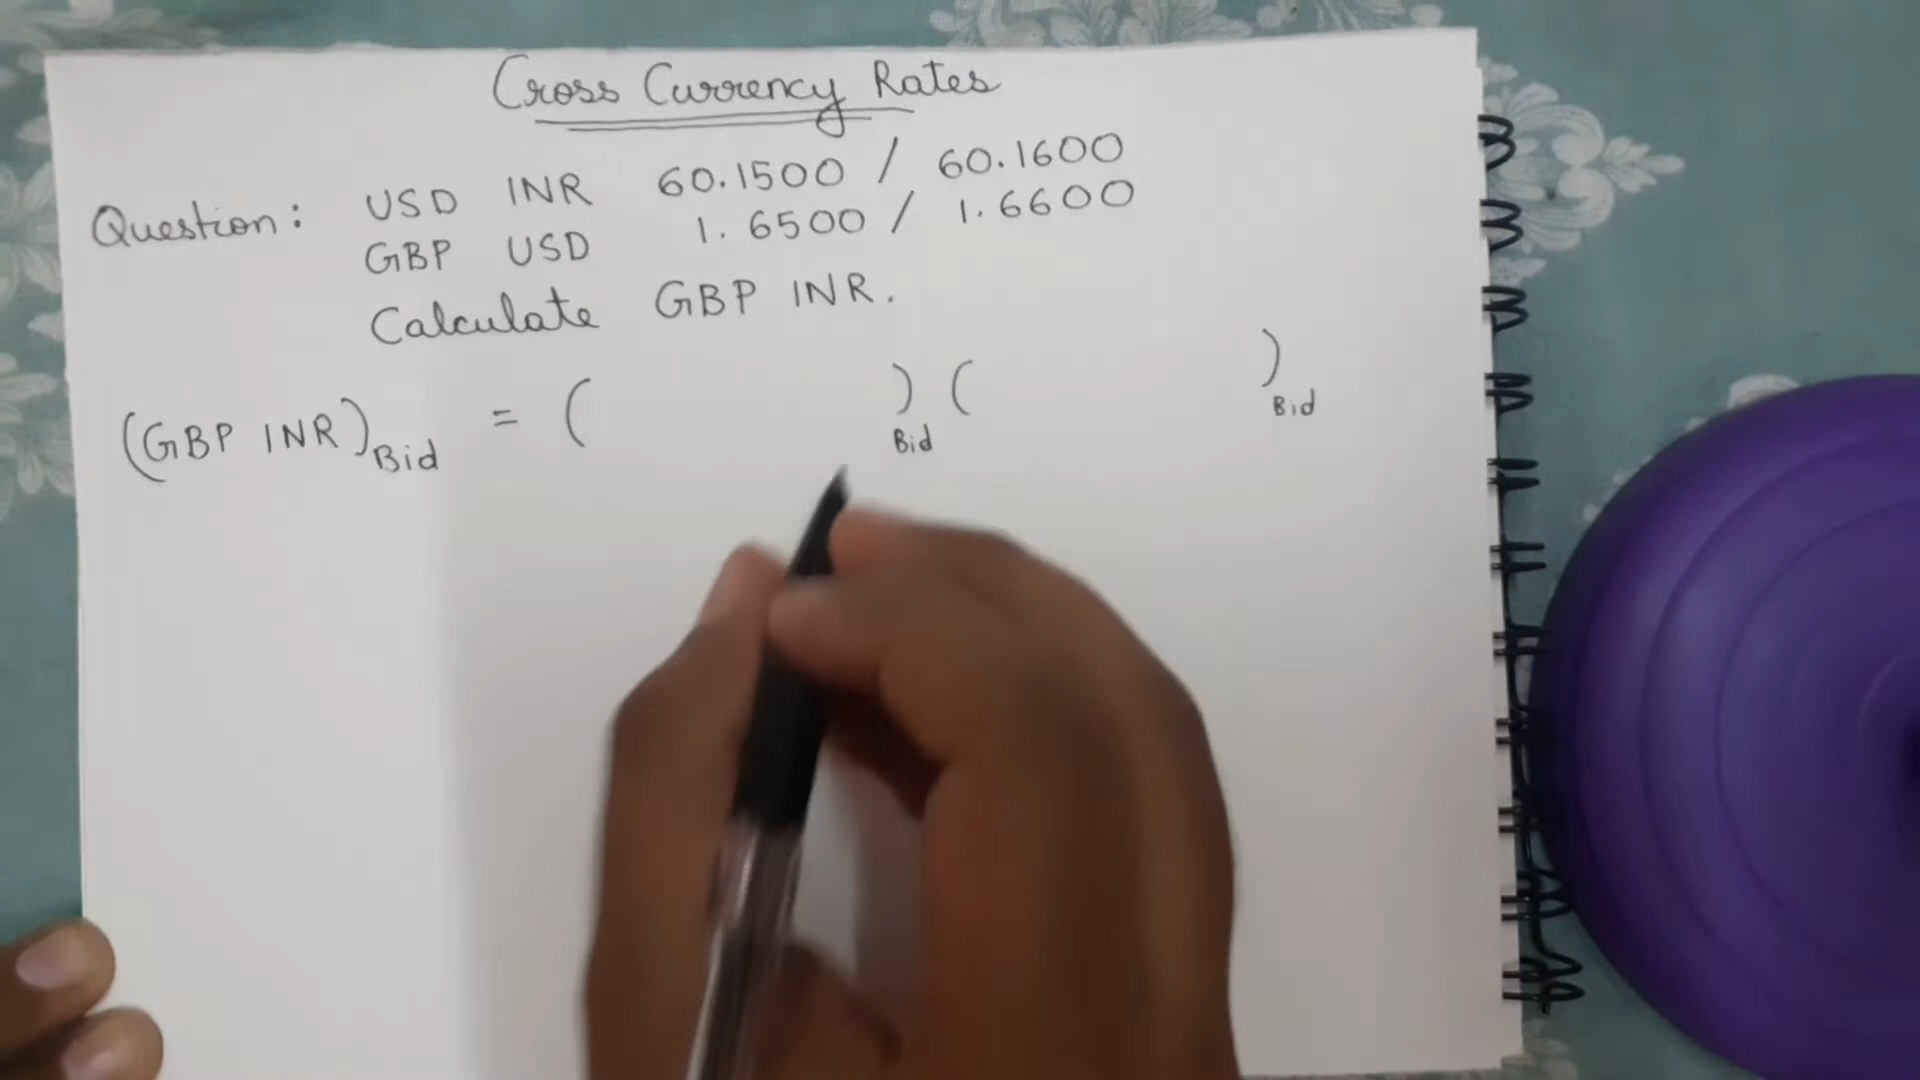 Cross Currency Rates
Question: USD INR 60.1500 / 60.1600
GBP USD 1.6500 / 1.6600
Calculate GBP INR.
(GBP INR)Bid = ( )Bid ( )Bid